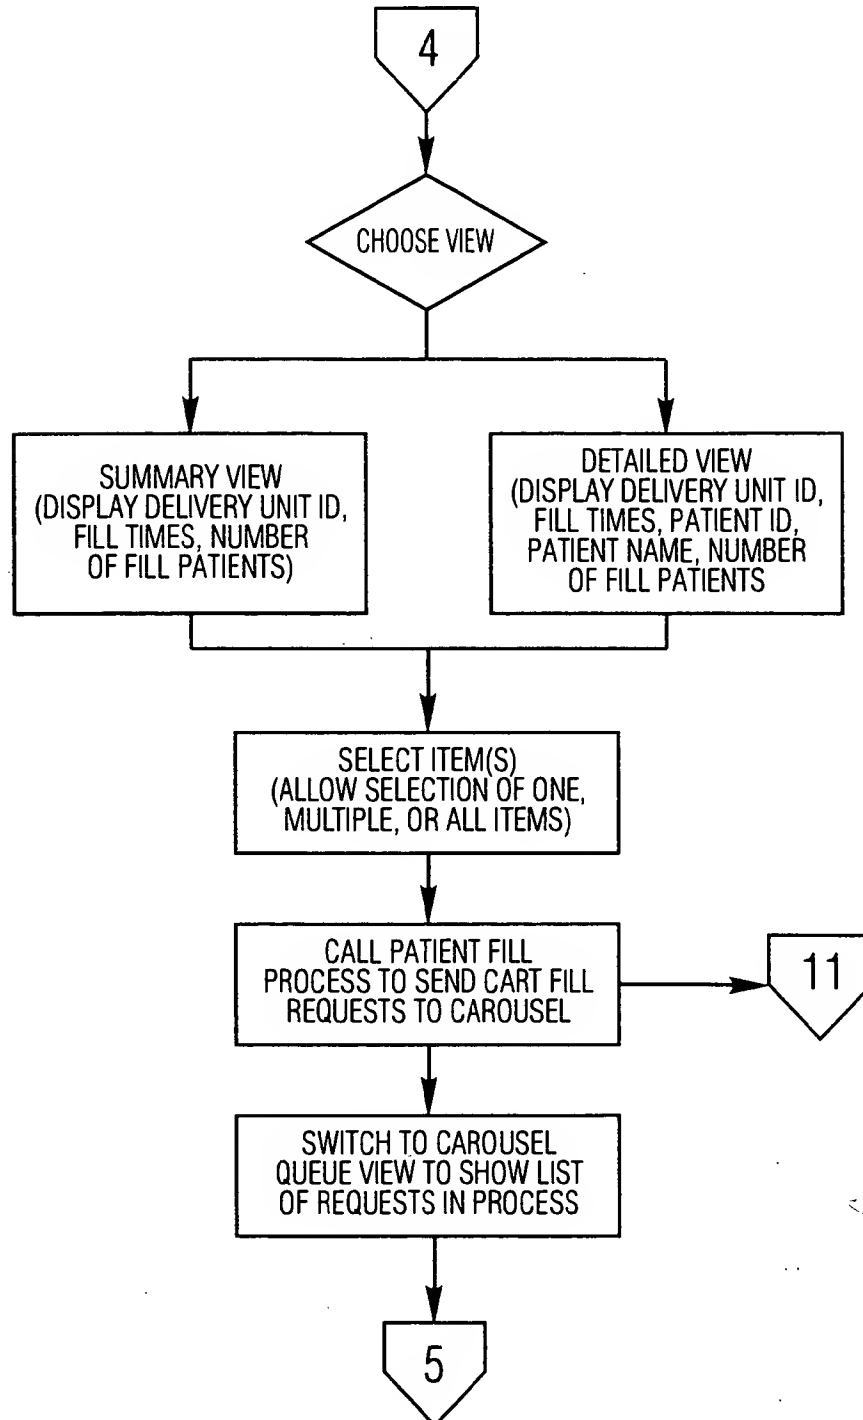 4
CHOOSE VIEW
SUMMARY VIEW
(DISPLAY DELIVERY UNIT ID,
FILL TIMES, NUMBER
OF FILL PATIENTS)
DETAILED VIEW
(DISPLAY DELIVERY UNIT ID,
FILL TIMES, PATIENT ID,
PATIENT NAME, NUMBER
OF FILL PATIENTS
SELECT ITEM(S)
(ALLOW SELECTION OF ONE,
MULTIPLE, OR ALL ITEMS)
CALL PATIENT FILL
PROCESS TO SEND CART FILL
REQUESTS TO CAROUSEL
11
SWITCH TO CAROUSEL
QUEUE VIEW TO SHOW LIST
OF REQUESTS IN PROCESS
5